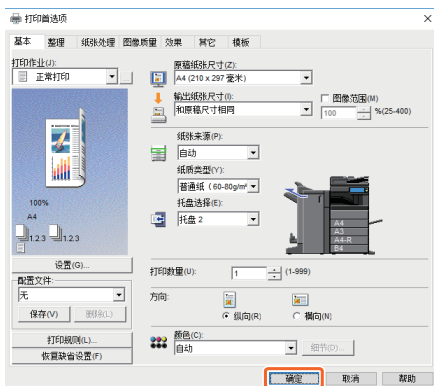 打印首选项
基本 整理 纸张处理 图像质量 效果 其它 模板
打印作业(J):
正常打印
100%
A4
1.2.3 1.2.3
设置(G)...
配置文件:
无
保存(V) 删除(L)
打印规则(L)...
恢复缺省设置(F)
原稿纸张尺寸(Z):
A4 (210 x 297 毫米)
输出纸张尺寸(I):
和原稿尺寸相同
图像范围(M)
100 %(25-400)
纸张来源(P):
自动
纸质类型(Y):
普通纸（60-80g/m²
托盘选择(E):
托盘 2
A4
A3
A4-R
B4
打印数量(U): 1 (1-999)
方向:
纵向(R) 横向(N)
颜色(C):
自动
细节(O)...
确定 取消 帮助